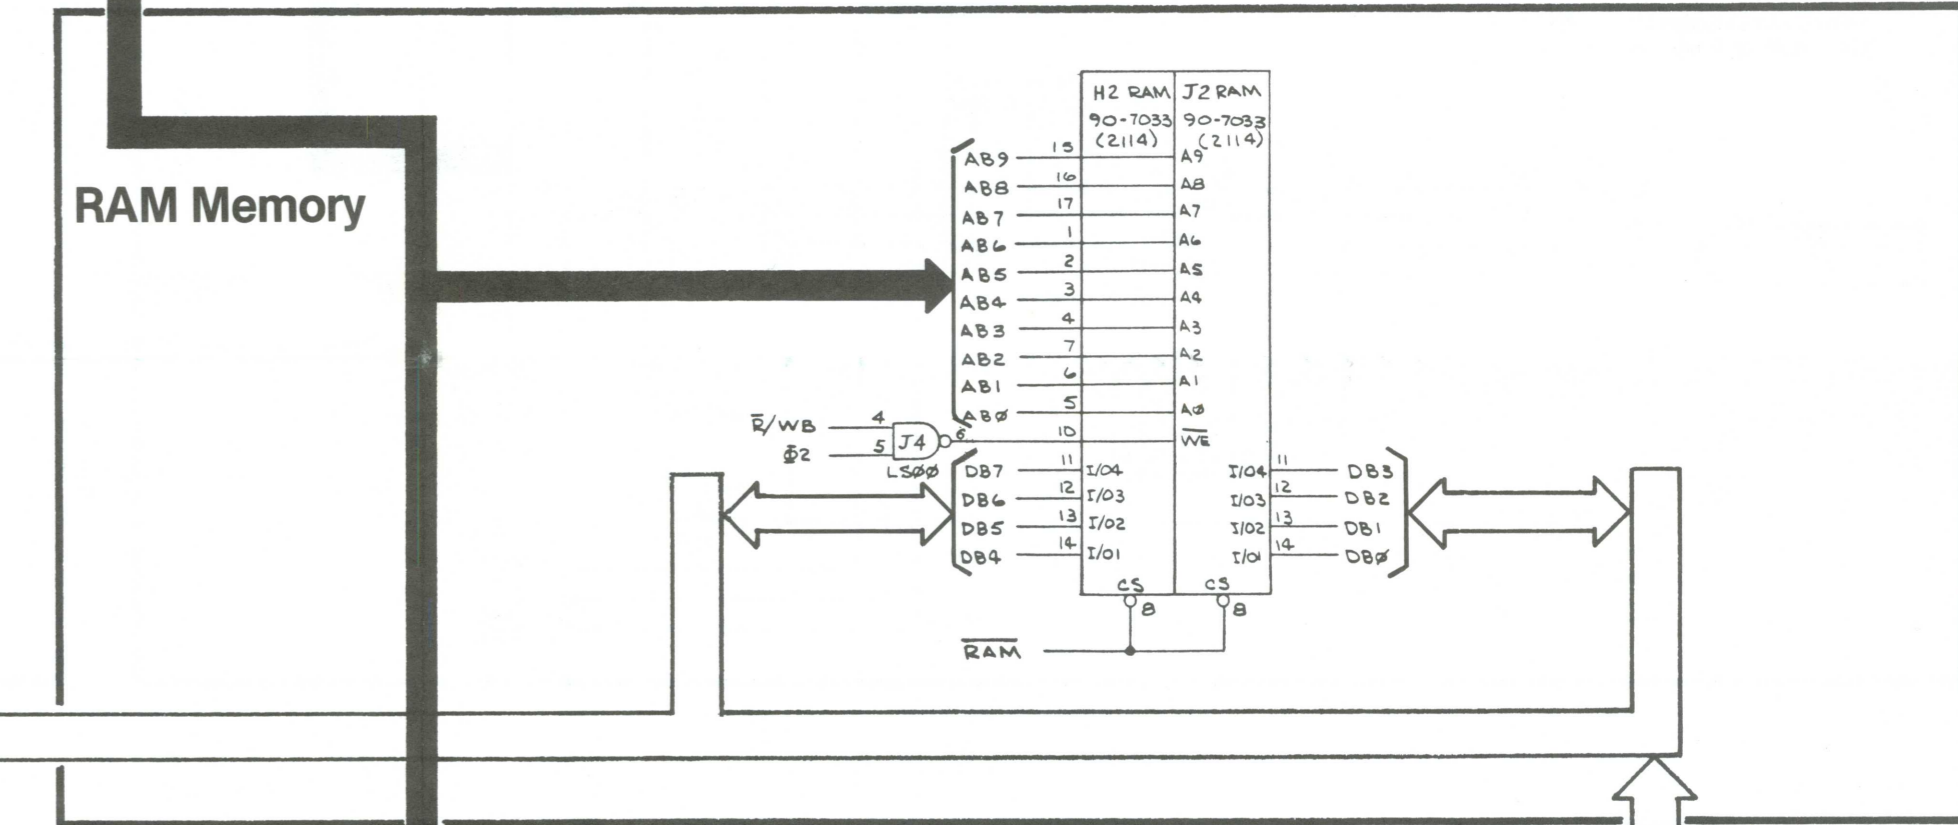 H2 RAM J2 RAM
90-7033 90-7033
(2114) (2114)
RAM Memory
AB9 15 A9
AB8 16 A8
AB7 17 A7
AB6 1 A6
AB5 2 A5
AB4 3 A4
AB3 4 A3
AB2 7 A2
AB1 6 A1
ABØ 5 AØ
R̅/WB 4
Φ2 5 J4 6 10 W̅E̅
LSØØ
DB7 11 I/O4 I/O4 11 DB3
DB6 12 I/O3 I/O3 12 DB2
DB5 13 I/O2 I/O2 13 DB1
DB4 14 I/O1 I/O1 14 DBØ
CS CS
8 8
R̅A̅M̅